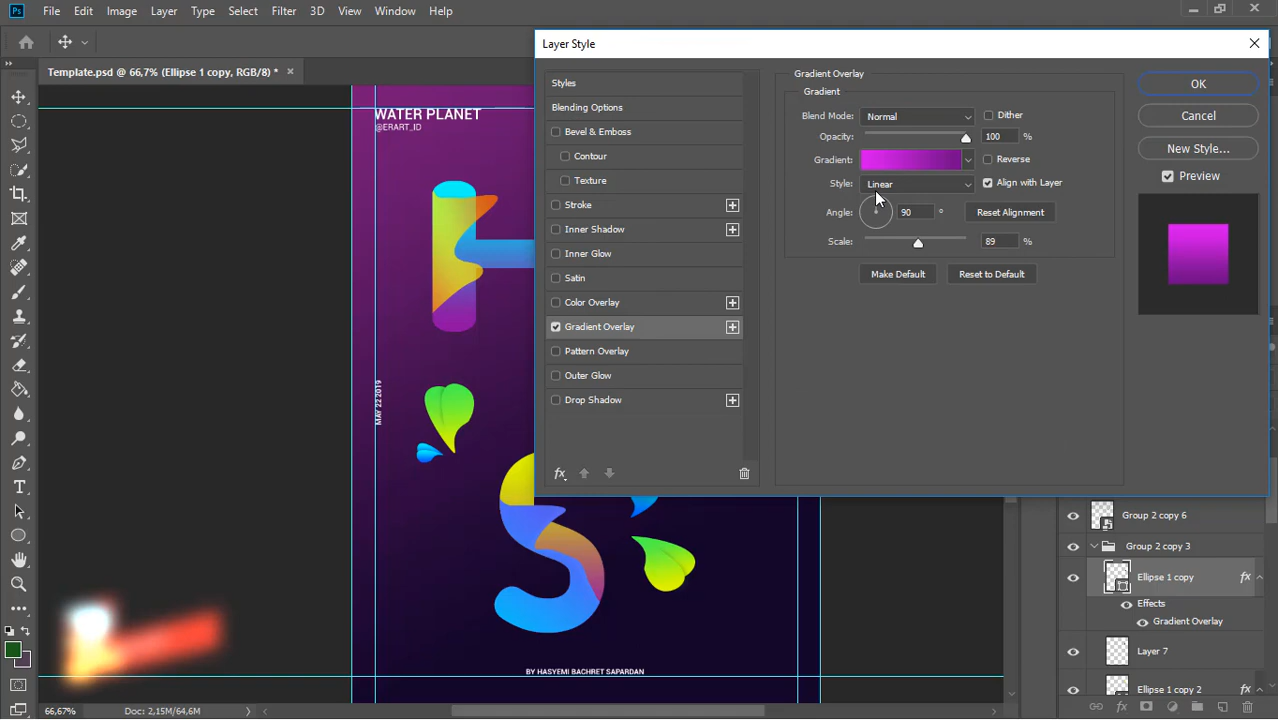 Ps File Edit Image Layer Type Select Filter 3D View Window Help
Layer Style
Template.psd @ 66,7% (Ellipse 1 copy, RGB/8) *
WATER PLANET
@ERART_ID
MAY 22 2019
BY HASYEMI BACHRET SAPARDAN
Styles
Blending Options
Bevel & Emboss
Contour
Texture
Stroke
Inner Shadow
Inner Glow
Satin
Color Overlay
Gradient Overlay
Pattern Overlay
Outer Glow
Drop Shadow
fx
Gradient Overlay
Gradient
Blend Mode: Normal Dither
Opacity: 100 %
Gradient: Reverse
Style: Linear Align with Layer
Angle: 90 ° Reset Alignment
Scale: 89 %
Make Default Reset to Default
OK
Cancel
New Style...
Preview
Group 2 copy 6
Group 2 copy 3
Ellipse 1 copy fx
Effects
Gradient Overlay
Layer 7
Ellipse 1 copy 2
fx
66,67% Doc: 2,15M/64,6M